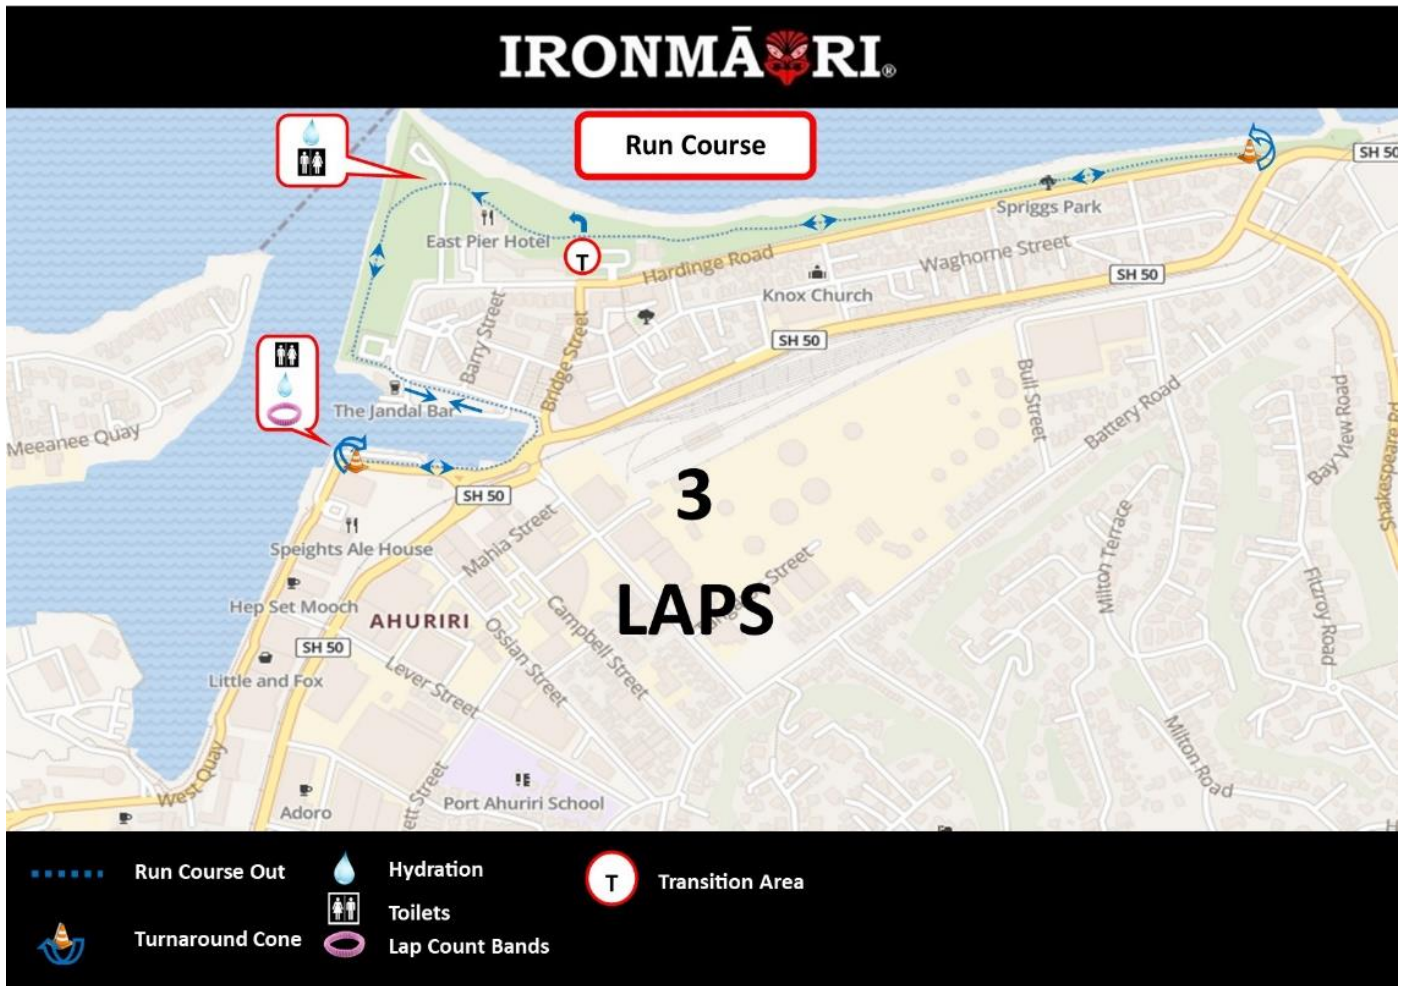 IRONMĀORI®
Run Course
SH 50
Spriggs Park
East Pier Hotel
T
Hardinge Road
Waghorne Street
SH 50
Knox Church
Barry Street
Bridge Street
SH 50
Bull Street
Battery Road
Bay View Road
Shakespeare Rd
The Jandal Bar
Meeanee Quay
SH 50
3
LAPS
Speights Ale House
Mahia Street
Milton Terrace
Fitzroy Road
Hep Set Mooch
AHURIRI
Campbell Street
Ossian Street
Street
SH 50
Lever Street
Little and Fox
Milton Road
West Quay
Port Ahuriri School
Adoro
Street
Run Course Out
Hydration
T
Transition Area
Toilets
Turnaround Cone
Lap Count Bands